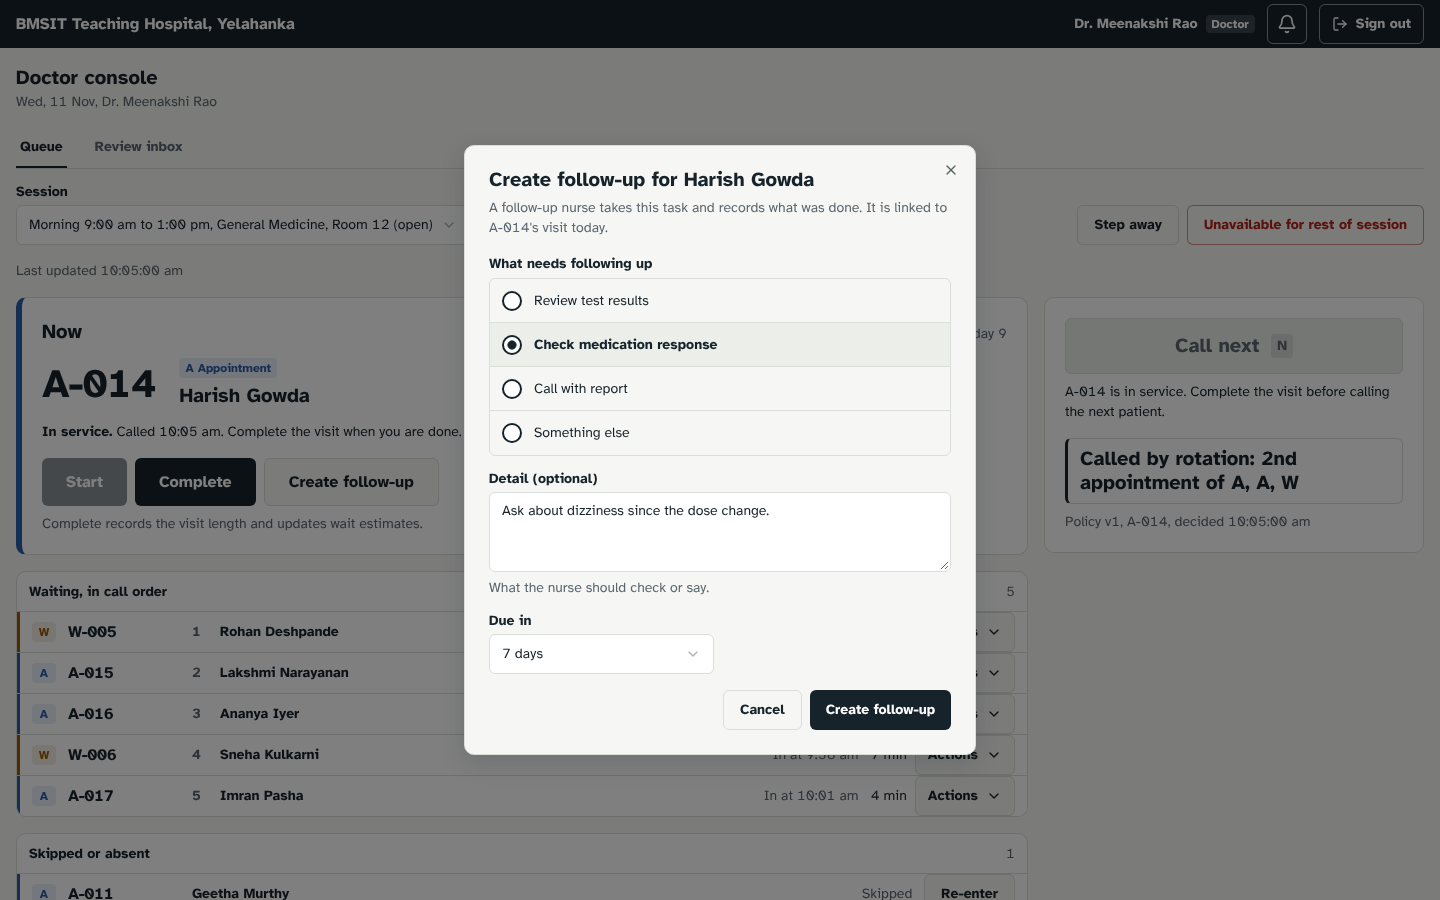 BMSIT Teaching Hospital, Yelahanka
Dr. Meenakshi Rao Doctor Sign out
Doctor console
Wed, 11 Nov, Dr. Meenakshi Rao
Queue Review inbox
Session
Morning 9:00 am to 1:00 pm, General Medicine, Room 12 (open)
Step away Unavailable for rest of session
Last updated 10:05:00 am
Now
day 9
A-014
A Appointment
Harish Gowda
In service. Called 10:05 am. Complete the visit when you are done.
Start Complete Create follow-up
Complete records the visit length and updates wait estimates.
Call next N
A-014 is in service. Complete the visit before calling
the next patient.
Called by rotation: 2nd
appointment of A, A, W
Policy v1, A-014, decided 10:05:00 am
Create follow-up for Harish Gowda
A follow-up nurse takes this task and records what was done. It is linked to
A-014's visit today.
What needs following up
Review test results
Check medication response
Call with report
Something else
Detail (optional)
Ask about dizziness since the dose change.
What the nurse should check or say.
Due in
7 days
Cancel Create follow-up
Waiting, in call order 5
W W-005 1 Rohan Deshpande
A A-015 2 Lakshmi Narayanan
A A-016 3 Ananya Iyer
W W-006 4 Sneha Kulkarni Actions
A A-017 5 Imran Pasha In at 10:01 am 4 min Actions
Skipped or absent 1
A A-011 Geetha Murthy Skipped Re-enter